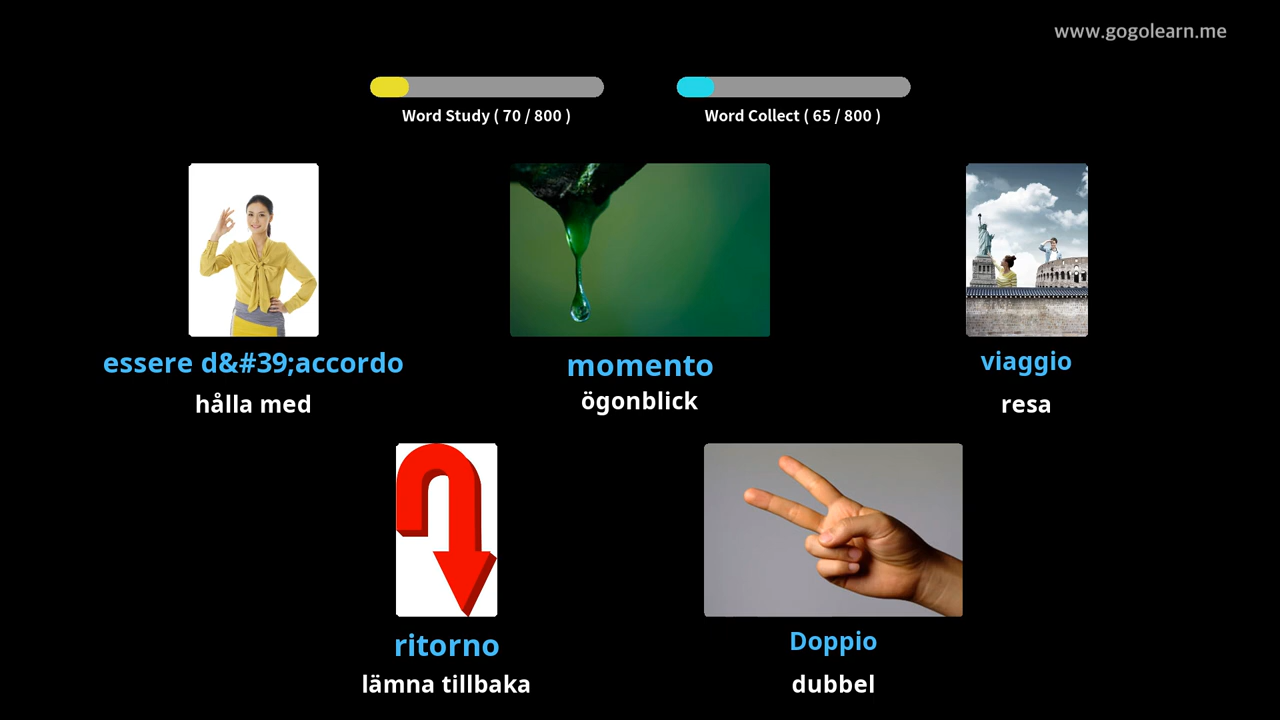 www.gogolearn.me
Word Study ( 70 / 800 )
Word Collect ( 65 / 800 )
essere d&#39;accordo
hålla med
momento
ögonblick
viaggio
resa
ritorno
lämna tillbaka
Doppio
dubbel